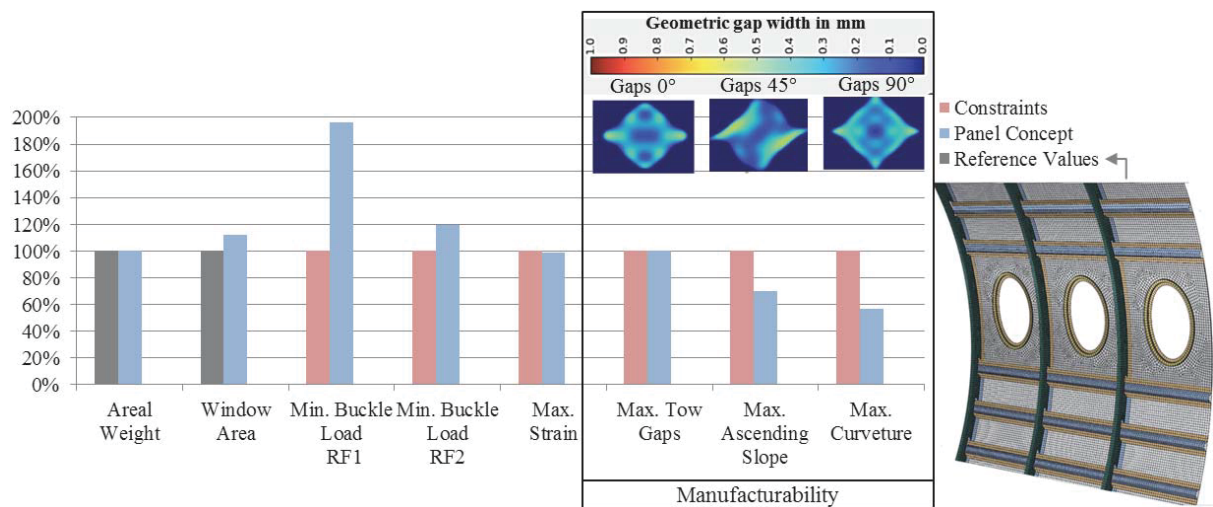 Geometric gap width in mm
1.0 0.9 0.8 0.7 0.6 0.5 0.4 0.3 0.2 0.1 0.0
Gaps 0° Gaps 45° Gaps 90°
200%
180%
160%
140%
120%
100%
80%
60%
40%
20%
0%
Constraints
Panel Concept
Reference Values
Areal
Weight
Window
Area
Min. Buckle
Load
RF1
Min. Buckle
Load
RF2
Max.
Strain
Max. Tow
Gaps
Max.
Ascending
Slope
Max.
Curveture
Manufacturability